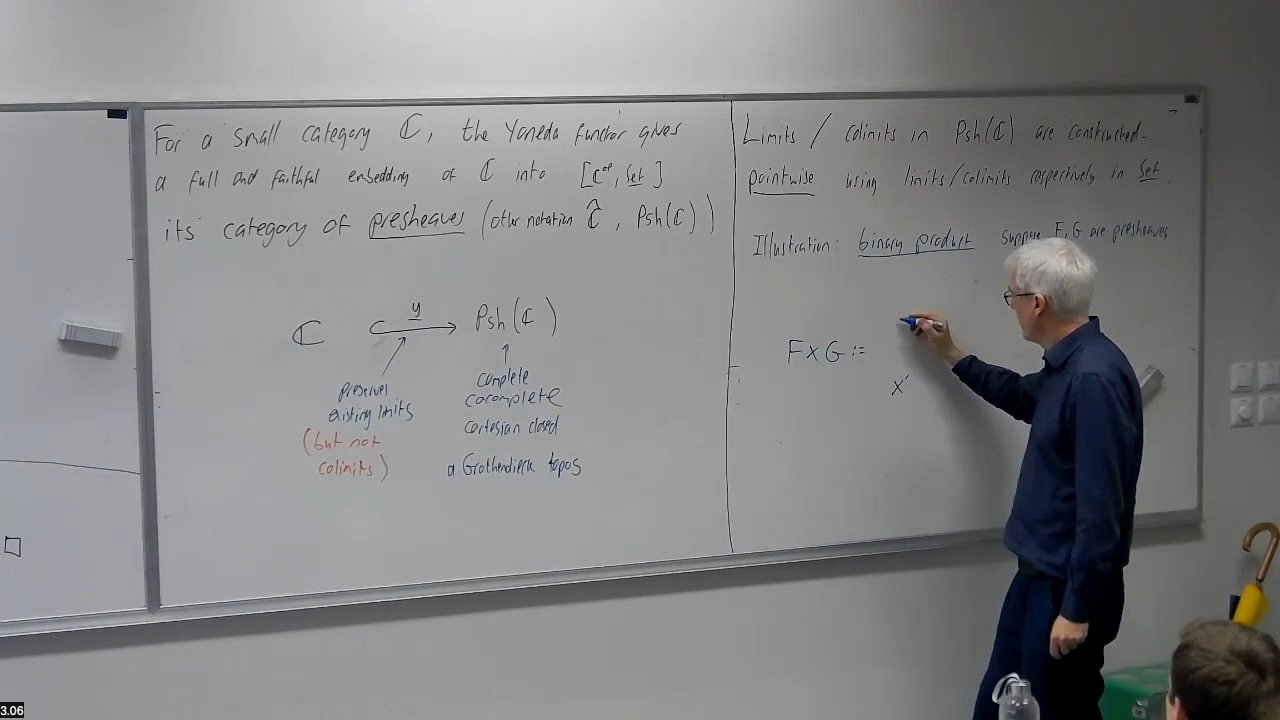 For a small category ℂ, the Yoneda functor gives
a full and faithful embedding of ℂ into [ℂᵒᵖ, Set]
its category of presheaves (other notation ℂ̂, Psh(ℂ))
ℂ ↪ y Psh(ℂ)
preserves
existing limits
(but not
colimits)
complete
cocomplete
cartesian closed
a Grothendieck topos
Limits / colimits in Psh(ℂ) are constructed
pointwise using limits/colimits respectively in Set.
Illustration: binary product suppose F, G are presheaves
F×G :=
X'
3.06